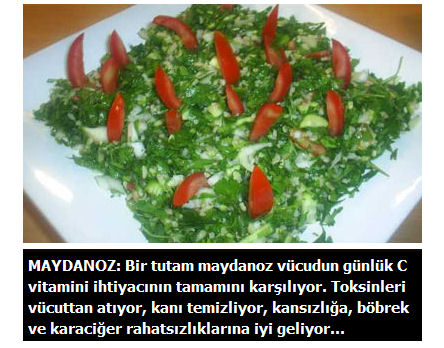 MAYDANOZ: Bir tutam maydanoz vücudun günlük C
vitamini ihtiyacının tamamını karşılıyor. Toksinleri
vücuttan atıyor, kanı temizliyor, kansızlığa, böbrek
ve karaciğer rahatsızlıklarına iyi geliyor...